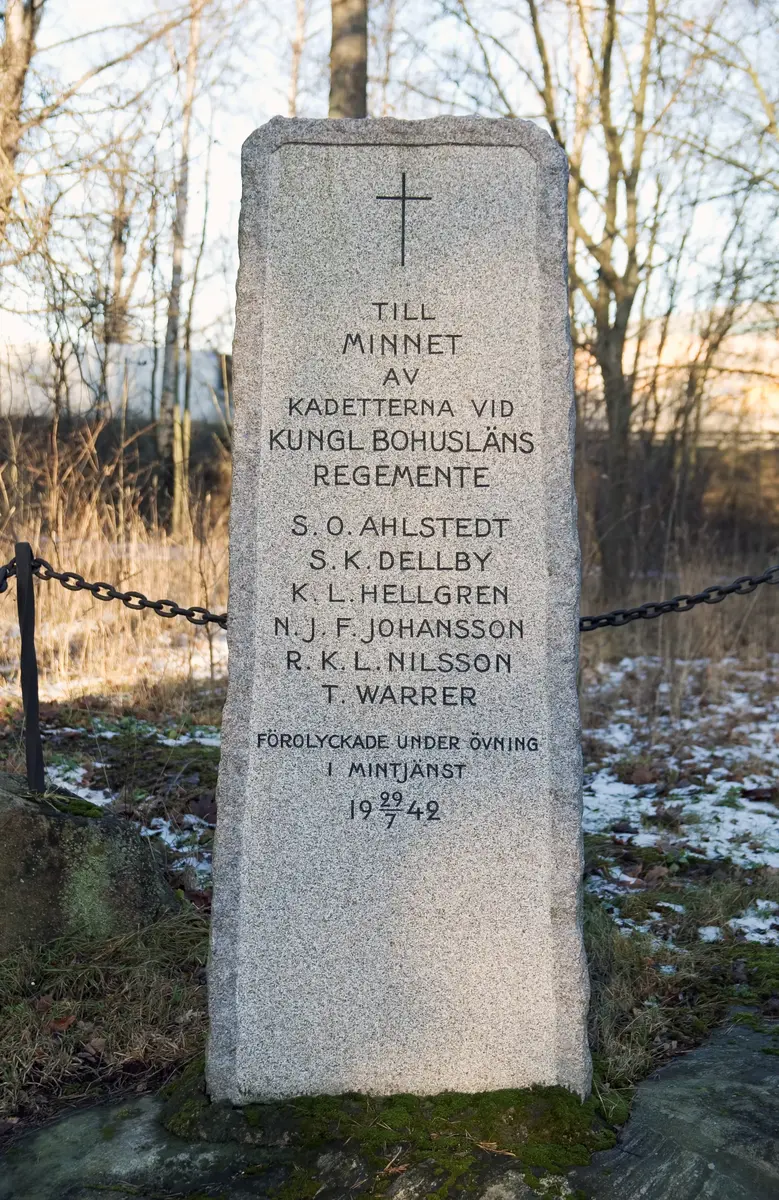 TILL
MINNET
AV
KADETTERNA VID
KUNGL BOHUSLÄNS
REGEMENTE
S. O. AHLSTEDT
S. K. DELLBY
K. L. HELLGREN
N. J. F. JOHANSSON
R. K. L. NILSSON
T. WARRER
FÖROLYCKADE UNDER ÖVNING
I MINTJÄNST
19 29/7 42